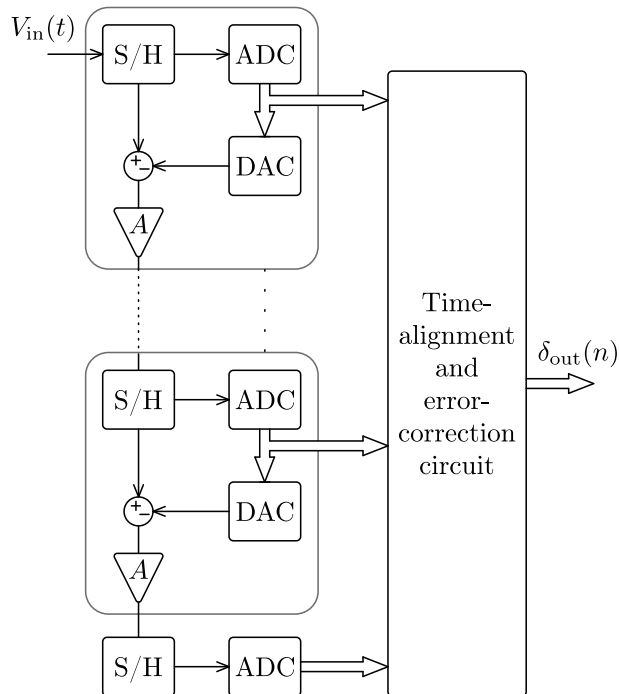 V_in(t)
S/H
ADC
+
−
DAC
A
Time-
alignment
and
error-
correction
circuit
δ_out(n)
S/H
ADC
+
−
DAC
A
S/H
ADC